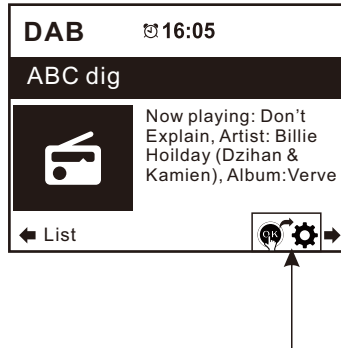 DAB 16:05
ABC dig
Now playing: Don't
Explain, Artist: Billie
Hoilday (Dzihan &
Kamien), Album:Verve
List OK